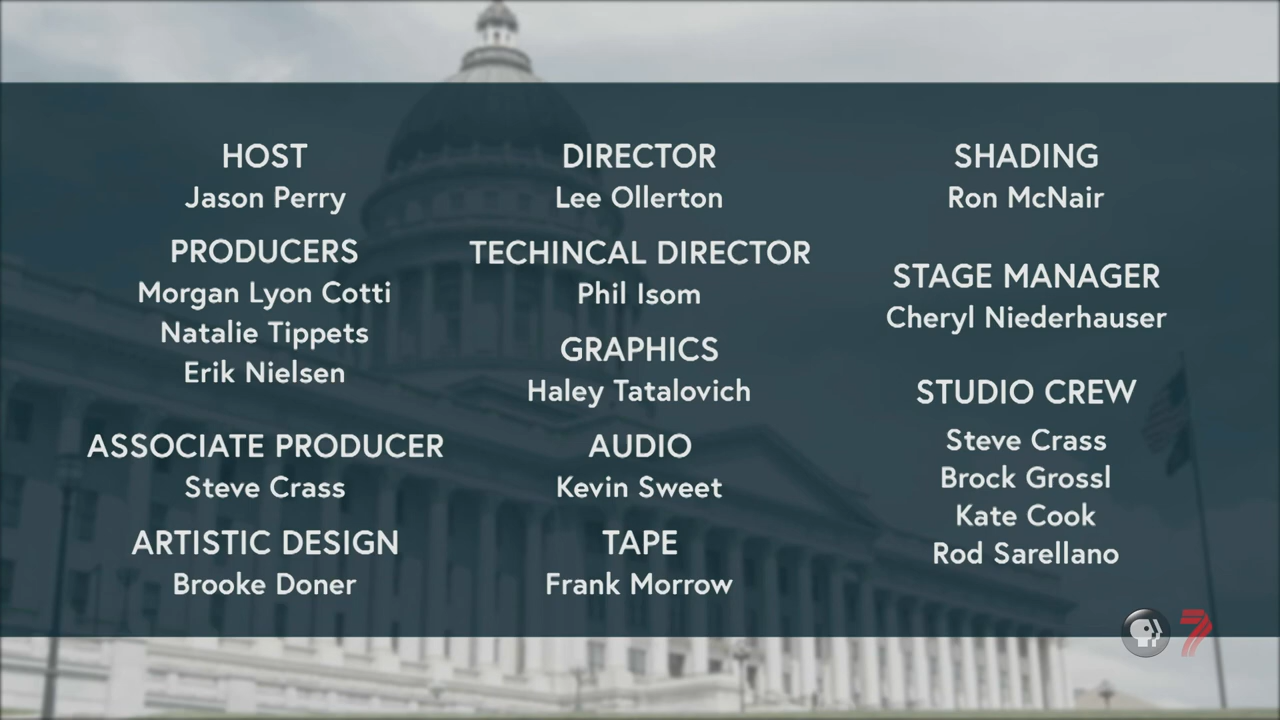 HOST
Jason Perry
PRODUCERS
Morgan Lyon Cotti
Natalie Tippets
Erik Nielsen
ASSOCIATE PRODUCER
Steve Crass
ARTISTIC DESIGN
Brooke Doner
DIRECTOR
Lee Ollerton
TECHINCAL DIRECTOR
Phil Isom
GRAPHICS
Haley Tatalovich
AUDIO
Kevin Sweet
TAPE
Frank Morrow
SHADING
Ron McNair
STAGE MANAGER
Cheryl Niederhauser
STUDIO CREW
Steve Crass
Brock Grossl
Kate Cook
Rod Sarellano
7